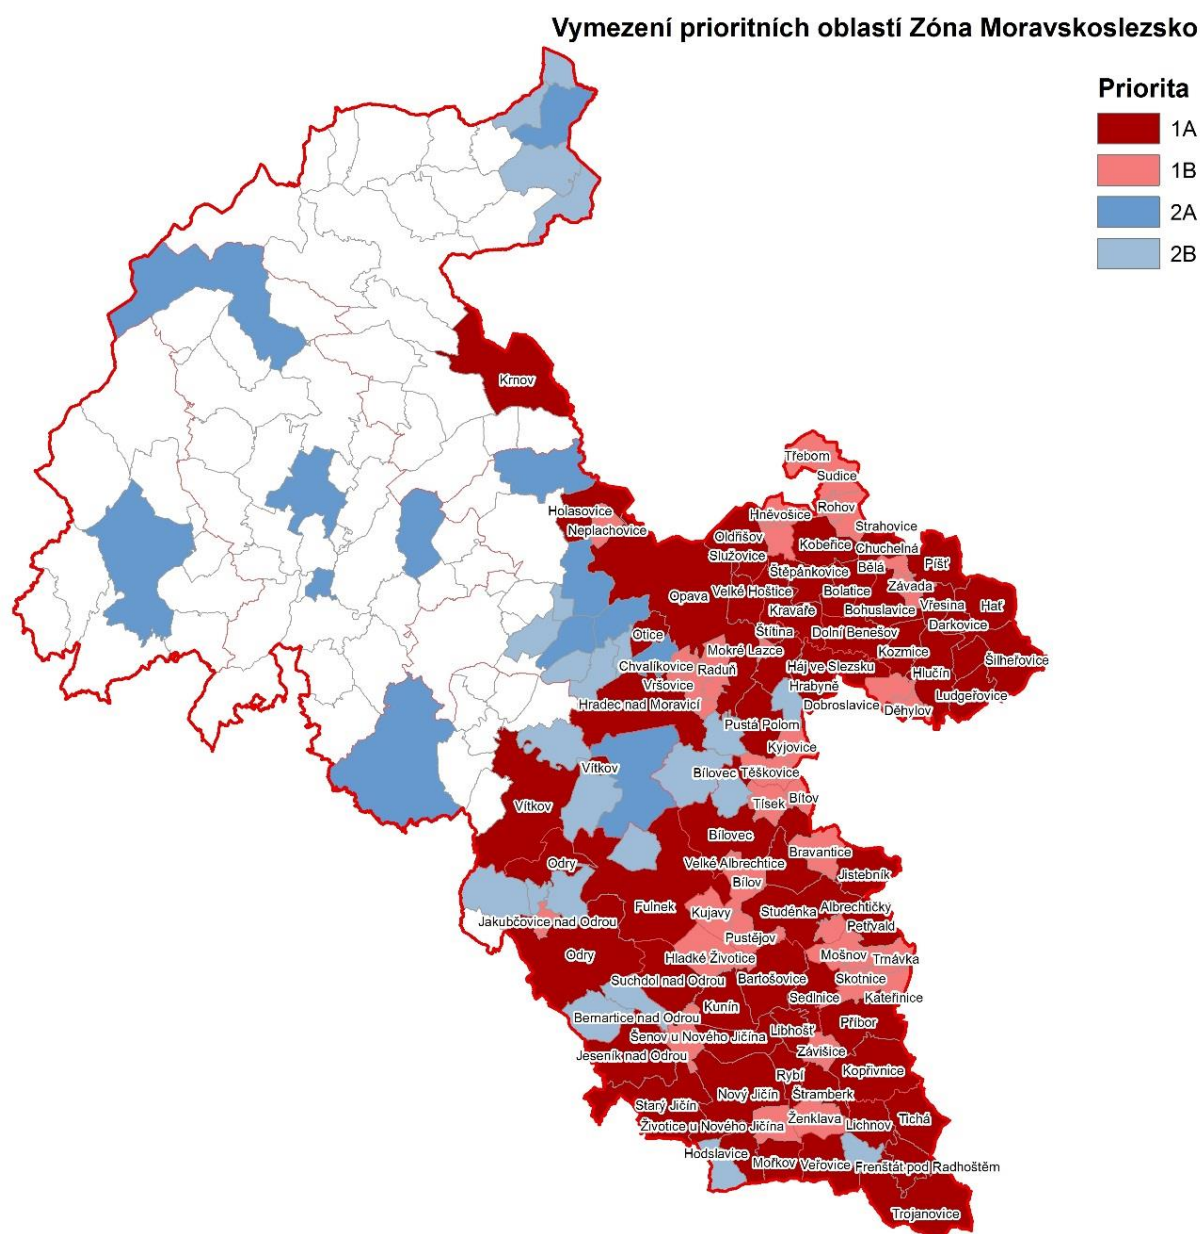 Vymezení prioritních oblastí Zóna Moravskoslezsko
Priorita
1A
1B
2A
2B
Krnov
Třebom
Sudice
Holasovice
Neplachovice
Hněvošice
Rohov
Strahovice
Oldřišov
Kobeřice
Chuchelná
Služovice
Píšť
Štěpánkovice
Bělá
Závada
Opava
Velké Hoštice
Bolatice
Kravaře
Bohuslavice
Vřesina
Hať
Darkovice
Otice
Štítina
Dolní Benešov
Mokré Lazce
Kozmice
Chvalíkovice
Raduň
Háj ve Slezsku
Hlučín
Šilheřovice
Vršovice
Hrabyně
Ludgeřovice
Hradec nad Moravicí
Dobroslavice
Děhylov
Pustá Polom
Kyjovice
Vítkov
Bílovec
Těškovice
Vítkov
Tísek
Bítov
Bílovec
Bravantice
Odry
Velké Albrechtice
Jistebník
Bílov
Fulnek
Kujavy
Studénka
Albrechtičky
Jakubčovice nad Odrou
Petřvald
Pustějov
Odry
Hladké Životice
Mošnov
Trnávka
Suchdol nad Odrou
Bartošovice
Skotnice
Sedlnice
Kateřinice
Kunín
Bernartice nad Odrou
Libhošť
Příbor
Šenov u Nového Jičína
Jeseník nad Odrou
Závišice
Rybí
Kopřivnice
Nový Jičín
Štramberk
Starý Jičín
Životice u Nového Jičína
Ženklava
Lichnov
Tichá
Hodslavice
Mořkov
Veřovice
Frenštát pod Radhoštěm
Trojanovice